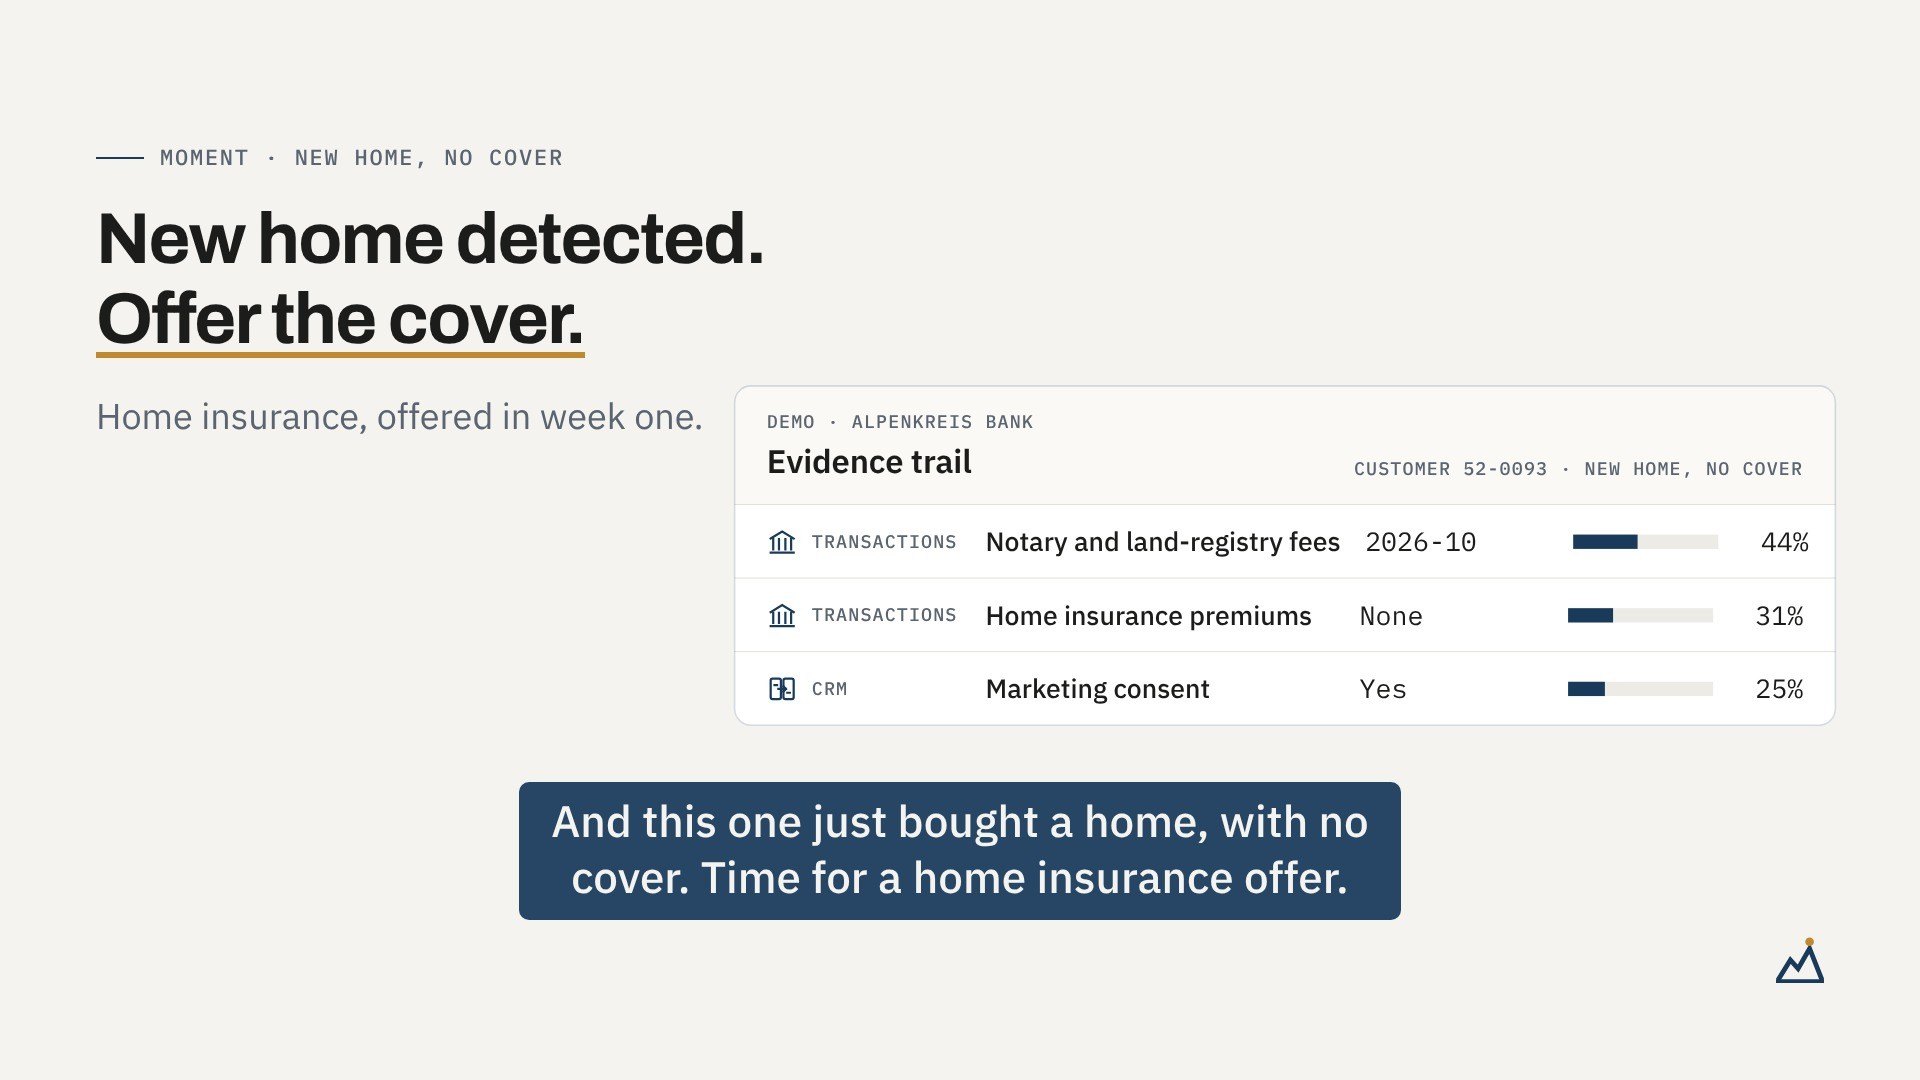 MOMENT · NEW HOME, NO COVER
New home detected.
Offer the cover.
Home insurance, offered in week one.
DEMO · ALPENKREIS BANK
Evidence trail
CUSTOMER 52-0093 · NEW HOME, NO COVER
TRANSACTIONS Notary and land-registry fees 2026-10 44%
TRANSACTIONS Home insurance premiums None 31%
CRM Marketing consent Yes 25%
And this one just bought a home, with no
cover. Time for a home insurance offer.